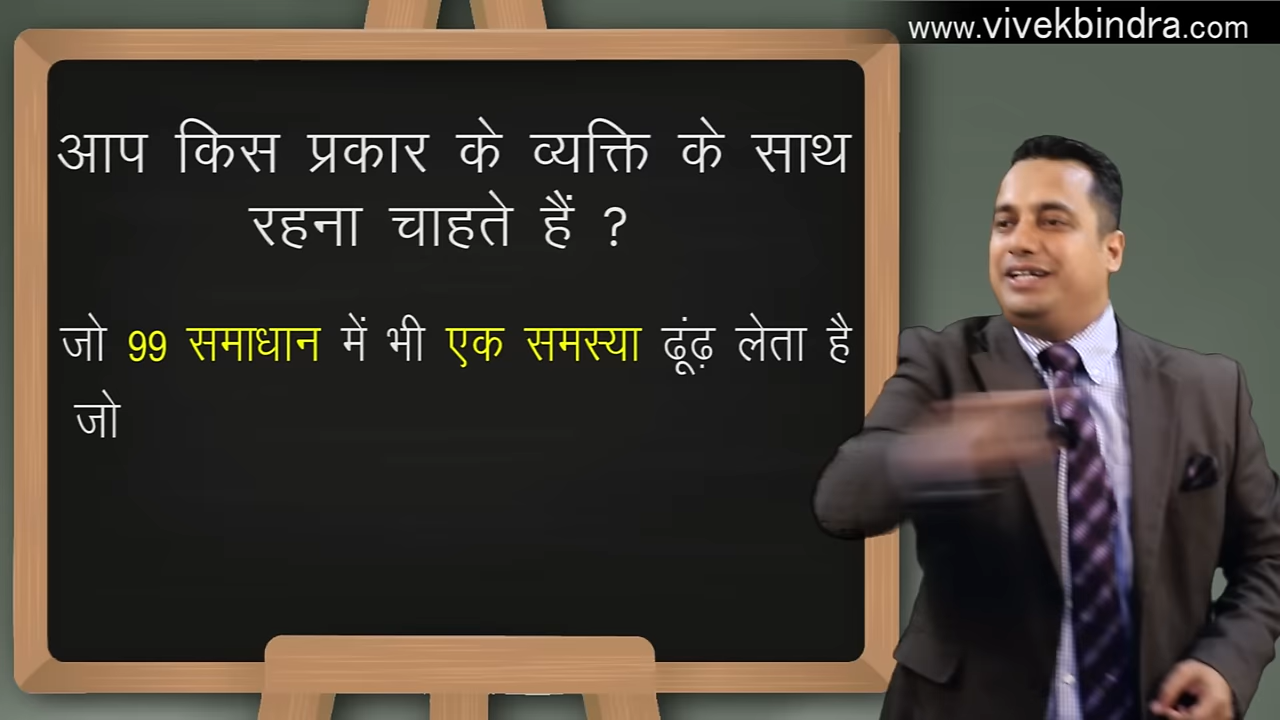 www.vivekbindra.com
आप किस प्रकार के व्यक्ति के साथ
रहना चाहते हैं ?
जो 99 समाधान में भी एक समस्या ढूंढ़ लेता है
जो